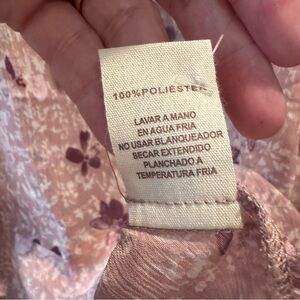 100%POLIÉSTER
LAVAR A MANO
EN AGUA FRIA
NO USAR BLANQUEADOR
SECAR EXTENDIDO
PLANCHADO A
TEMPERATURA FRIA